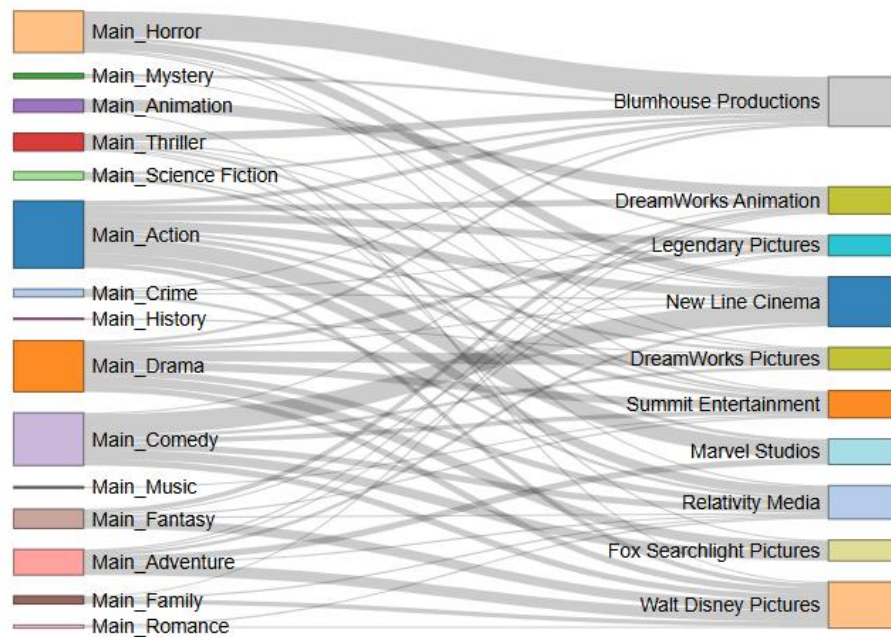 Main_Horror
Main_Mystery
Main_Animation
Main_Thriller
Main_Science Fiction
Main_Action
Main_Crime
Main_History
Main_Drama
Main_Comedy
Main_Music
Main_Fantasy
Main_Adventure
Main_Family
Main_Romance
Blumhouse Productions
DreamWorks Animation
Legendary Pictures
New Line Cinema
DreamWorks Pictures
Summit Entertainment
Marvel Studios
Relativity Media
Fox Searchlight Pictures
Walt Disney Pictures